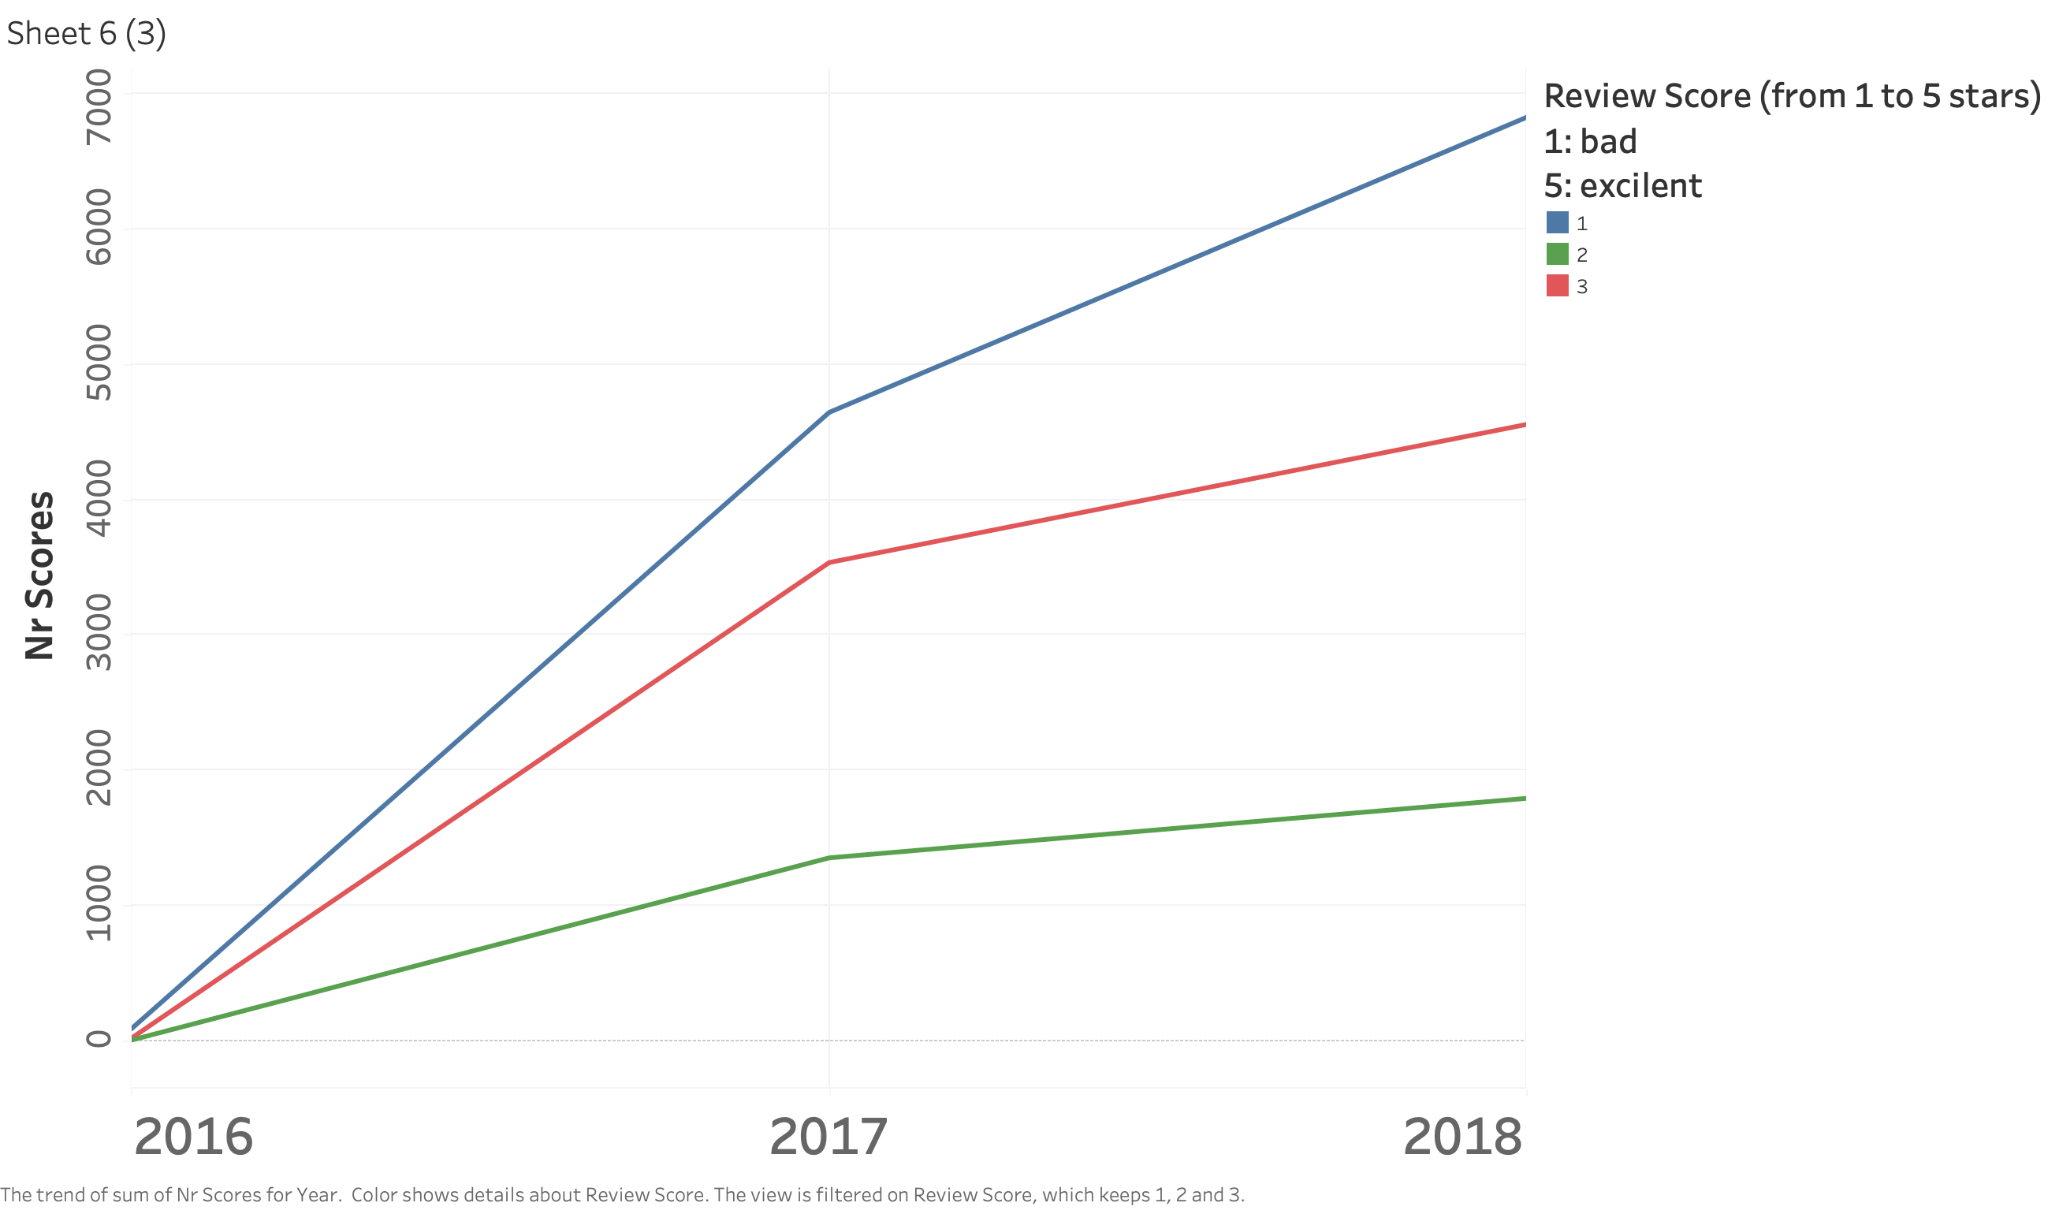 Sheet 6 (3)
Review Score (from 1 to 5 stars)
1: bad
5: excilent
1
2
3
Nr Scores
7000
6000
5000
4000
3000
2000
1000
0
2016 2017 2018
The trend of sum of Nr Scores for Year. Color shows details about Review Score. The view is filtered on Review Score, which keeps 1, 2 and 3.